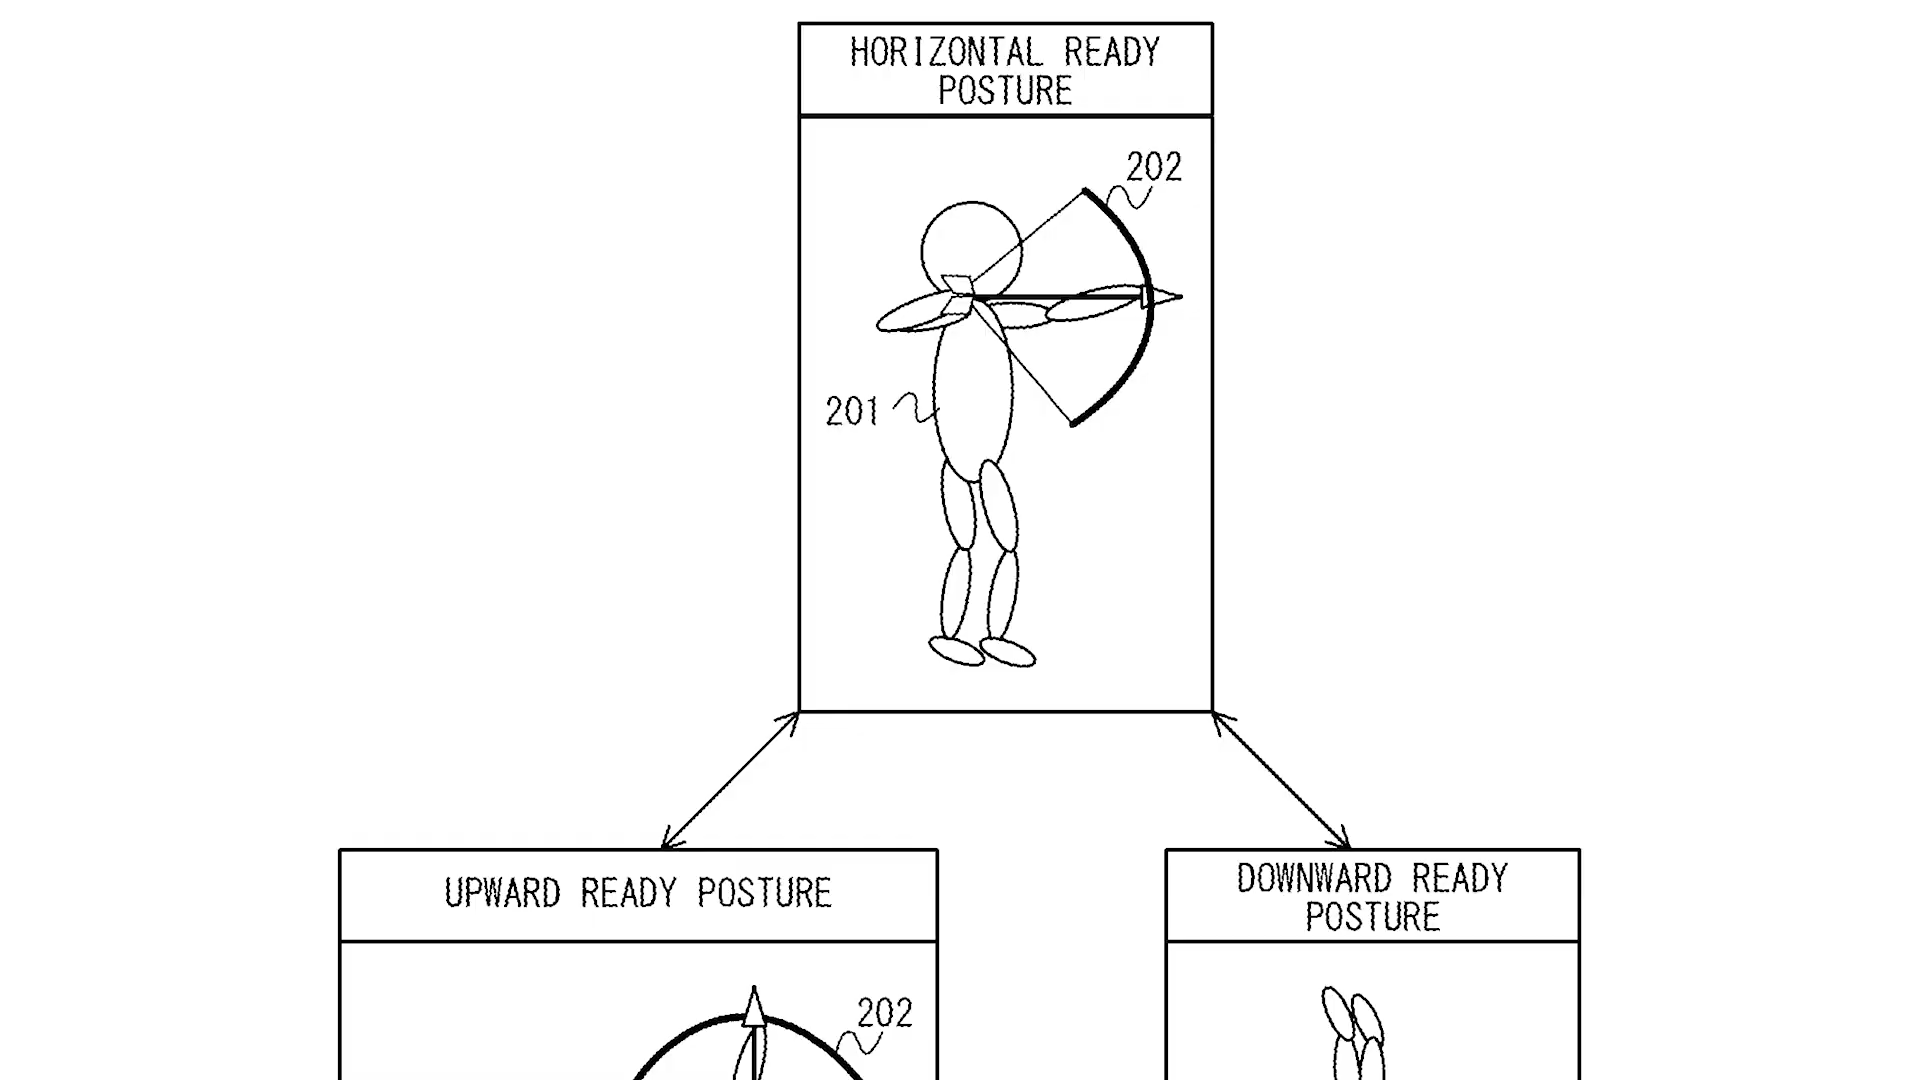 HORIZONTAL READY
POSTURE
202
201
UPWARD READY POSTURE
DOWNWARD READY
POSTURE
202